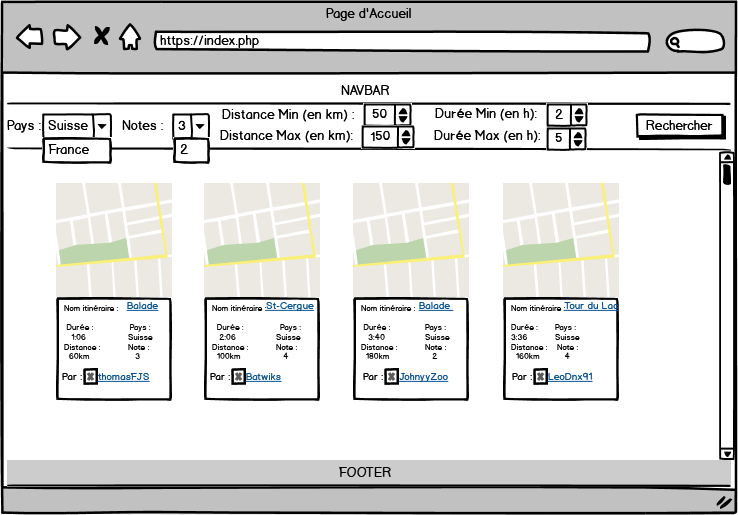 Page d'Accueil
https://index.php
NAVBAR
Pays : Suisse Notes : 3 Distance Min (en km) : 50 Durée Min (en h): 2 Rechercher
France 2 Distance Max (en km): 150 Durée Max (en h): 5
Nom itinéraire : Balade
Durée : Pays :
1:06 Suisse
Distance : Note :
60km 3
Par : thomasFJS
Nom itinéraire : St-Cergue
Durée : Pays :
2:06 Suisse
Distance : Note :
100km 4
Par : Batwiks
Nom itinéraire : Balade
Durée : Pays :
3:40 Suisse
Distance : Note :
180km 2
Par : JohnyyZoo
Nom itinéraire : Tour du Lac
Durée : Pays :
3:36 Suisse
Distance : Note :
160km 4
Par : LeoDnx91
FOOTER